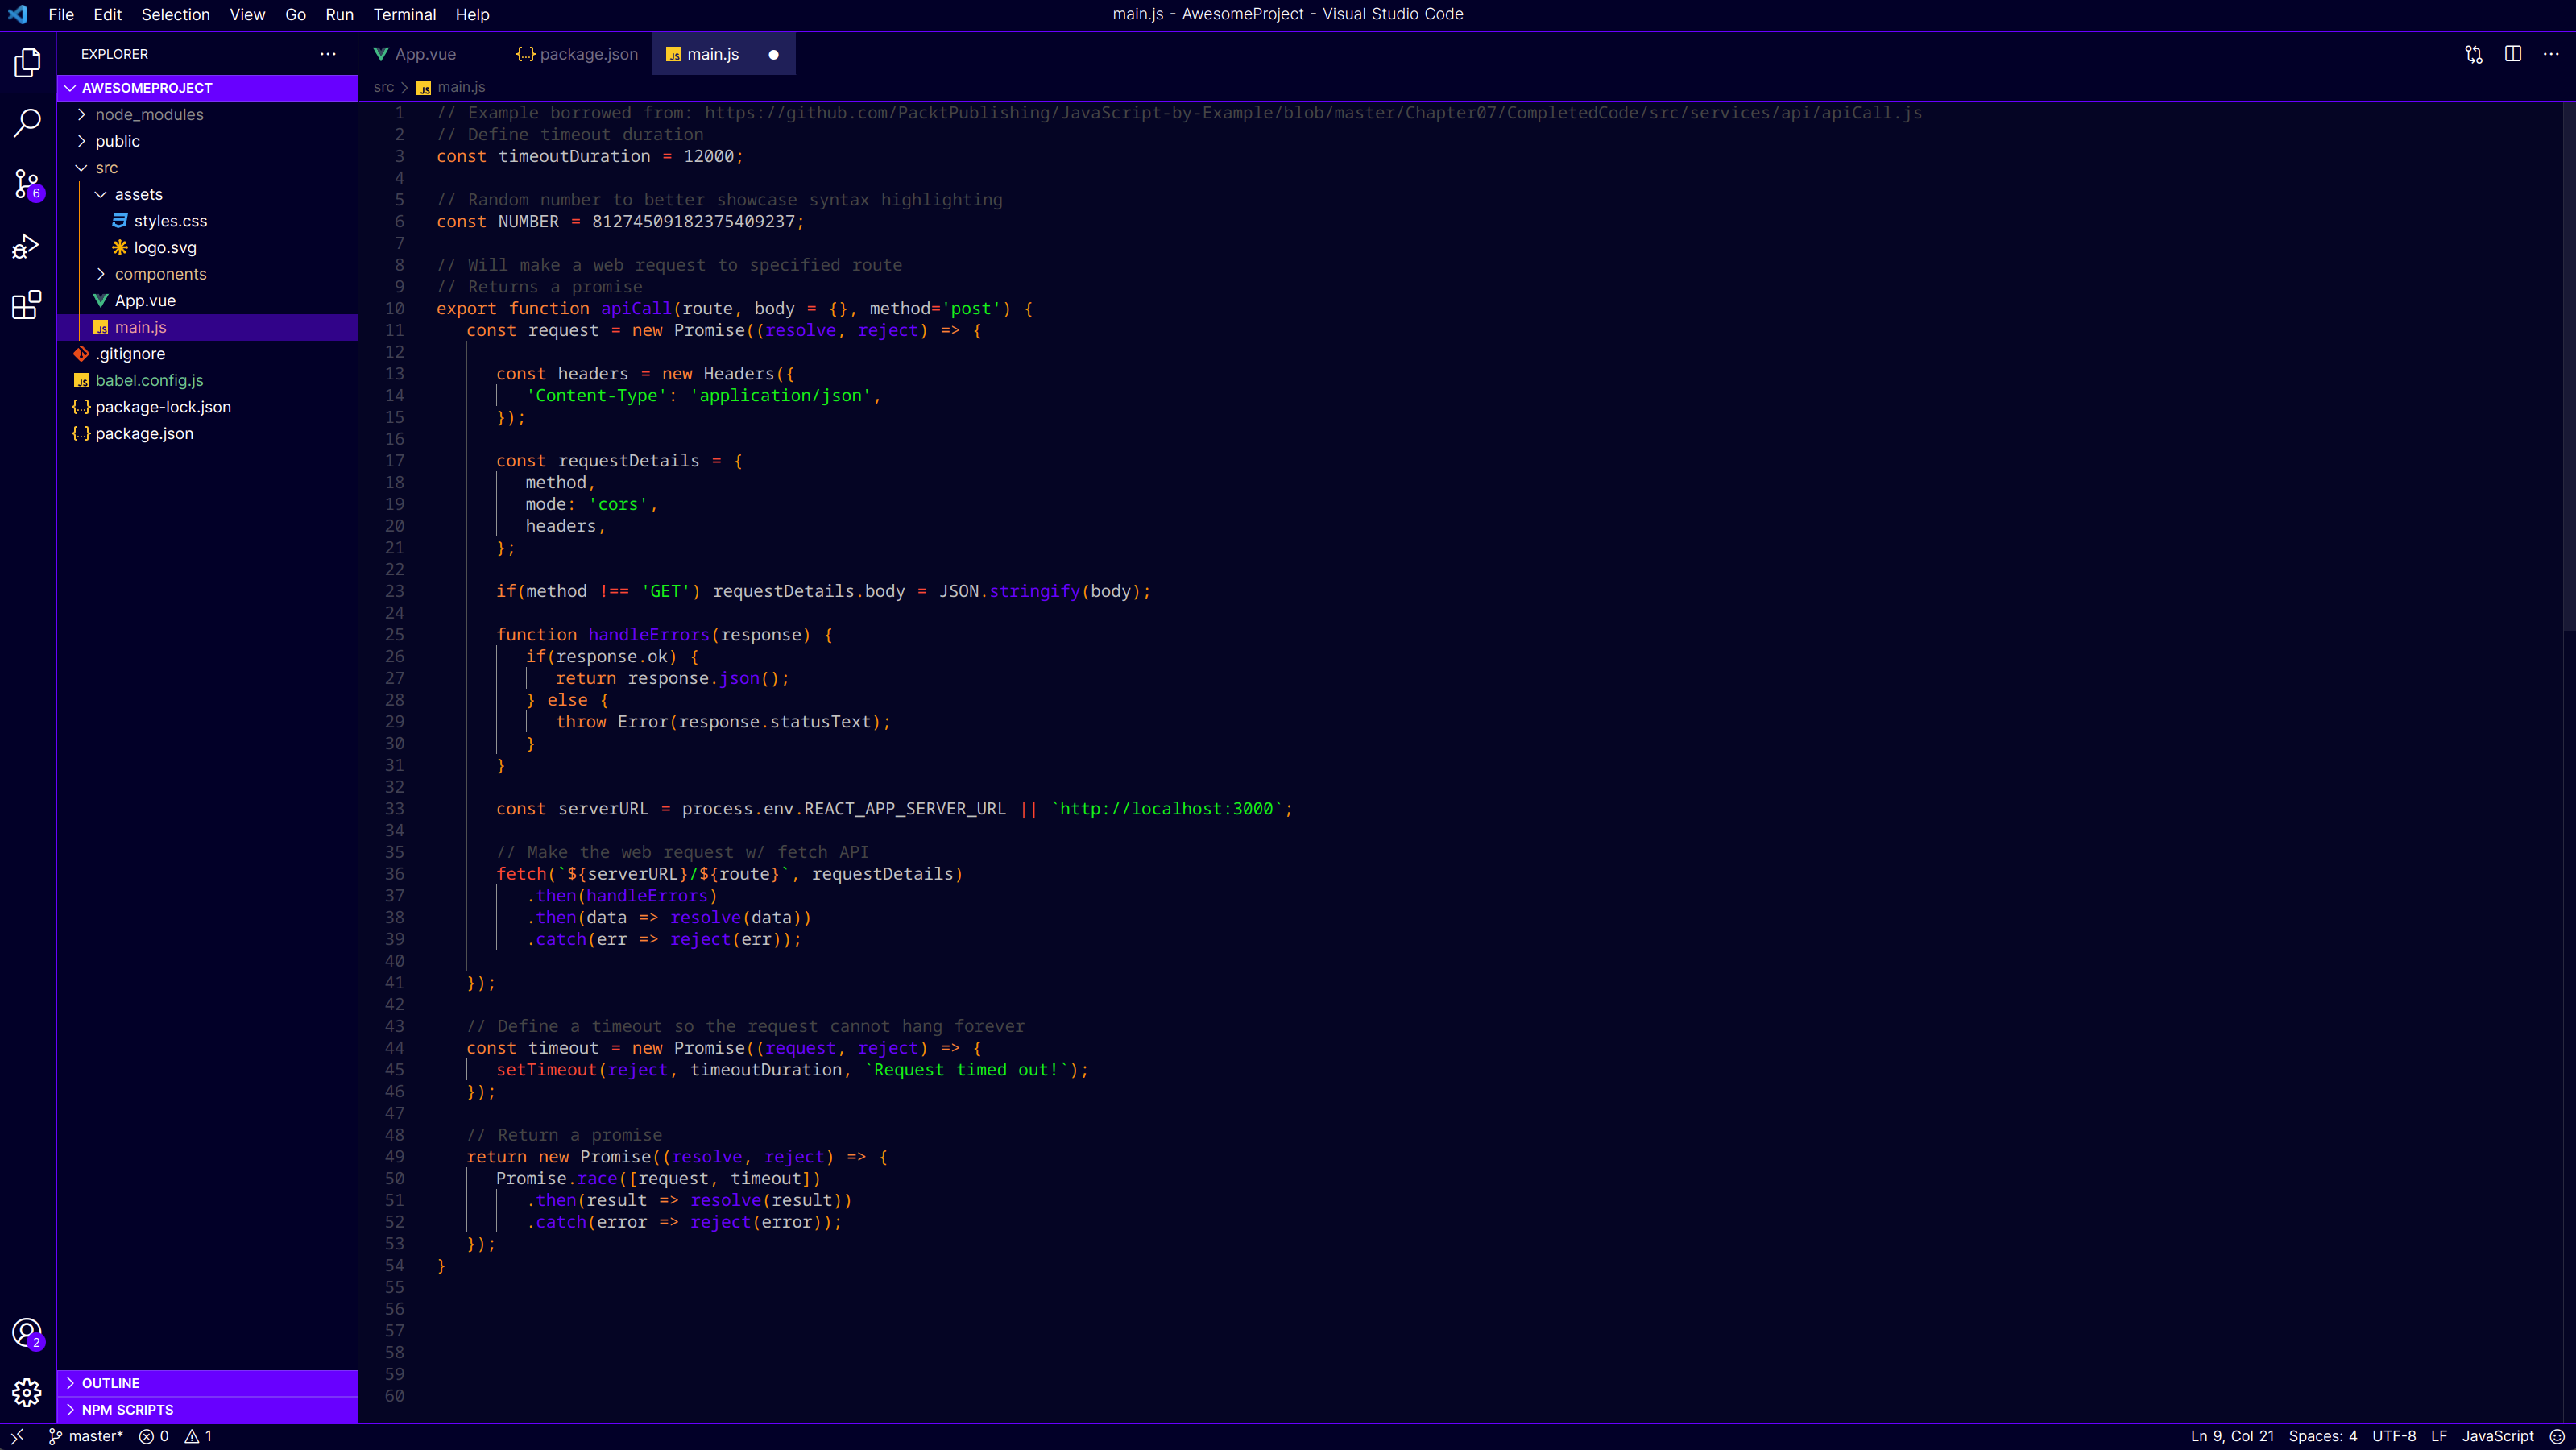 File Edit Selection View Go Run Terminal Help
main.js - AwesomeProject - Visual Studio Code
EXPLORER
AWESOMEPROJECT
node_modules
public
src
assets
styles.css
logo.svg
components
App.vue
main.js
.gitignore
babel.config.js
package-lock.json
package.json
OUTLINE
NPM SCRIPTS
6
2
App.vue
{..} package.json
JS main.js
src > JS main.js
1 // Example borrowed from: https://github.com/PacktPublishing/JavaScript-by-Example/blob/master/Chapter07/CompletedCode/src/services/api/apiCall.js
2 // Define timeout duration
3 const timeoutDuration = 12000;
4
5 // Random number to better showcase syntax highlighting
6 const NUMBER = 81274509182375409237;
7
8 // Will make a web request to specified route
9 // Returns a promise
10 export function apiCall(route, body = {}, method='post') {
11 const request = new Promise((resolve, reject) => {
12
13 const headers = new Headers({
14 'Content-Type': 'application/json',
15 });
16
17 const requestDetails = {
18 method,
19 mode: 'cors',
20 headers,
21 };
22
23 if(method !== 'GET') requestDetails.body = JSON.stringify(body);
24
25 function handleErrors(response) {
26 if(response.ok) {
27 return response.json();
28 } else {
29 throw Error(response.statusText);
30 }
31 }
32
33 const serverURL = process.env.REACT_APP_SERVER_URL || `http://localhost:3000`;
34
35 // Make the web request w/ fetch API
36 fetch(`${serverURL}/${route}`, requestDetails)
37 .then(handleErrors)
38 .then(data => resolve(data))
39 .catch(err => reject(err));
40
41 });
42
43 // Define a timeout so the request cannot hang forever
44 const timeout = new Promise((request, reject) => {
45 setTimeout(reject, timeoutDuration, `Request timed out!`);
46 });
47
48 // Return a promise
49 return new Promise((resolve, reject) => {
50 Promise.race([request, timeout])
51 .then(result => resolve(result))
52 .catch(error => reject(error));
53 });
54 }
55
56
57
58
59
60
master* 0 1
Ln 9, Col 21 Spaces: 4 UTF-8 LF JavaScript